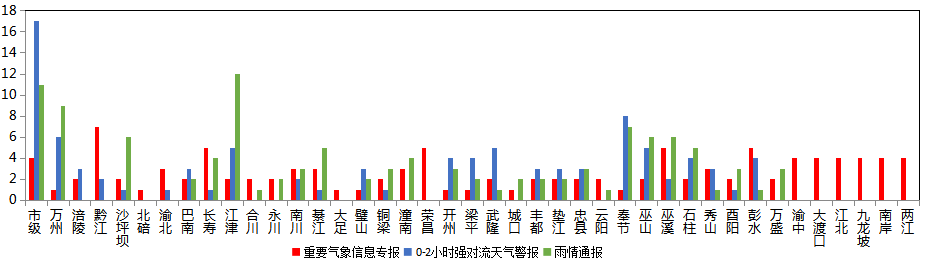 18
16
14
12
10
8
6
4
2
0
市级
万州
涪陵
黔江
沙坪坝
北碚
渝北
巴南
长寿
江津
合川
永川
南川
綦江
大足
璧山
铜梁
潼南
荣昌
开州
梁平
武隆
城口
丰都
垫江
忠县
云阳
奉节
巫山
巫溪
石柱
秀山
酉阳
彭水
万盛
渝中
大渡口
江北
九龙坡
南岸
两江
重要气象信息专报 0-2小时强对流天气警报 雨情通报